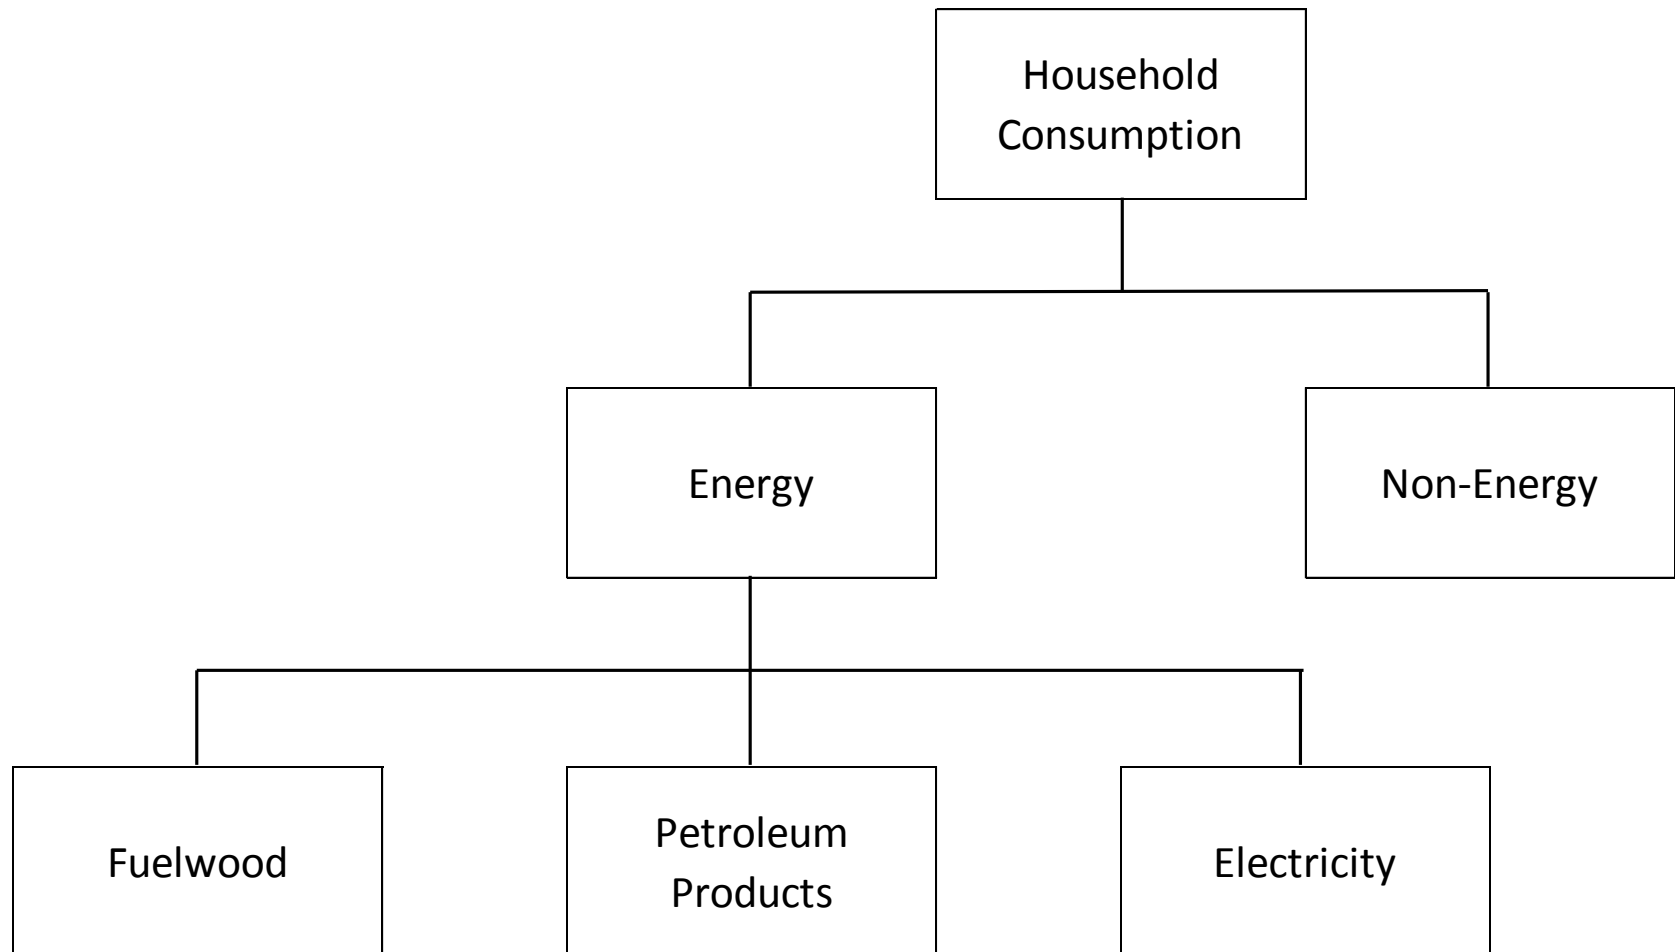 Household
Consumption
Energy
Non-Energy
Fuelwood
Petroleum
Products
Electricity